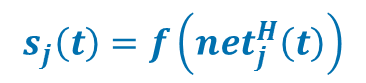 s_j(t) = f(net_j^H(t))